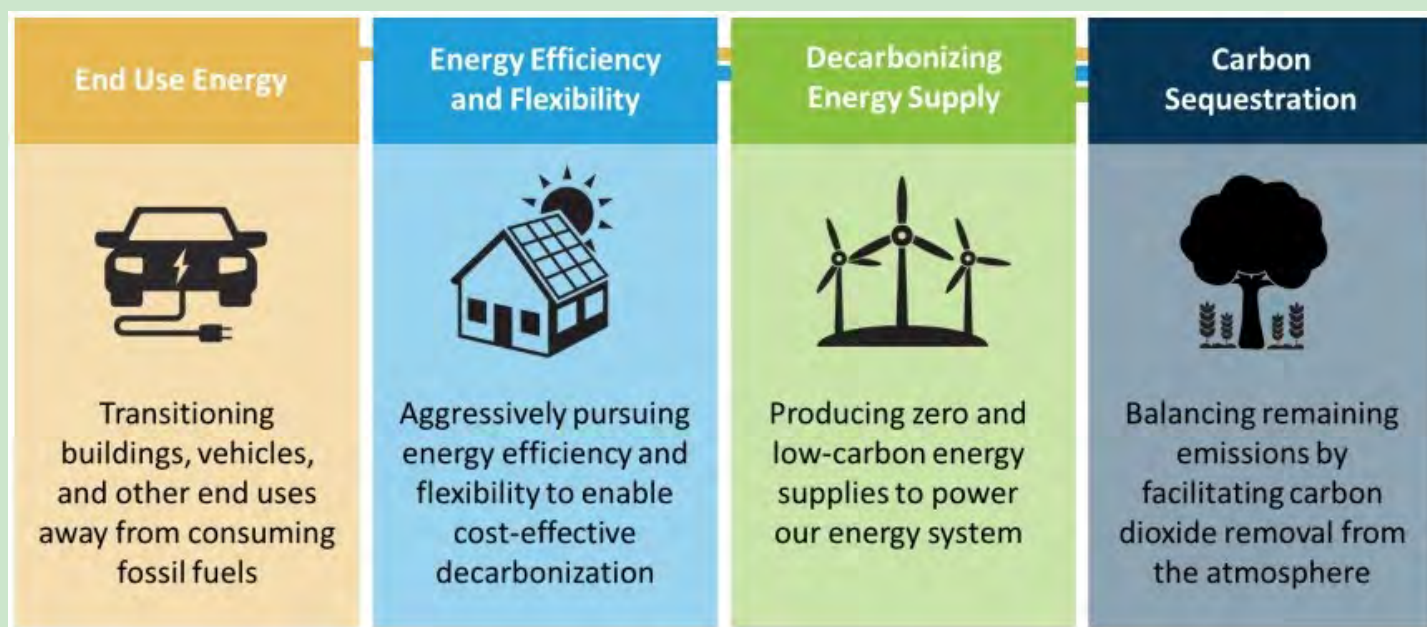 End Use Energy
Transitioning
buildings, vehicles,
and other end uses
away from consuming
fossil fuels
Energy Efficiency
and Flexibility
Aggressively pursuing
energy efficiency and
flexibility to enable
cost-effective
decarbonization
Decarbonizing
Energy Supply
Producing zero and
low-carbon energy
supplies to power
our energy system
Carbon
Sequestration
Balancing remaining
emissions by
facilitating carbon
dioxide removal from
the atmosphere